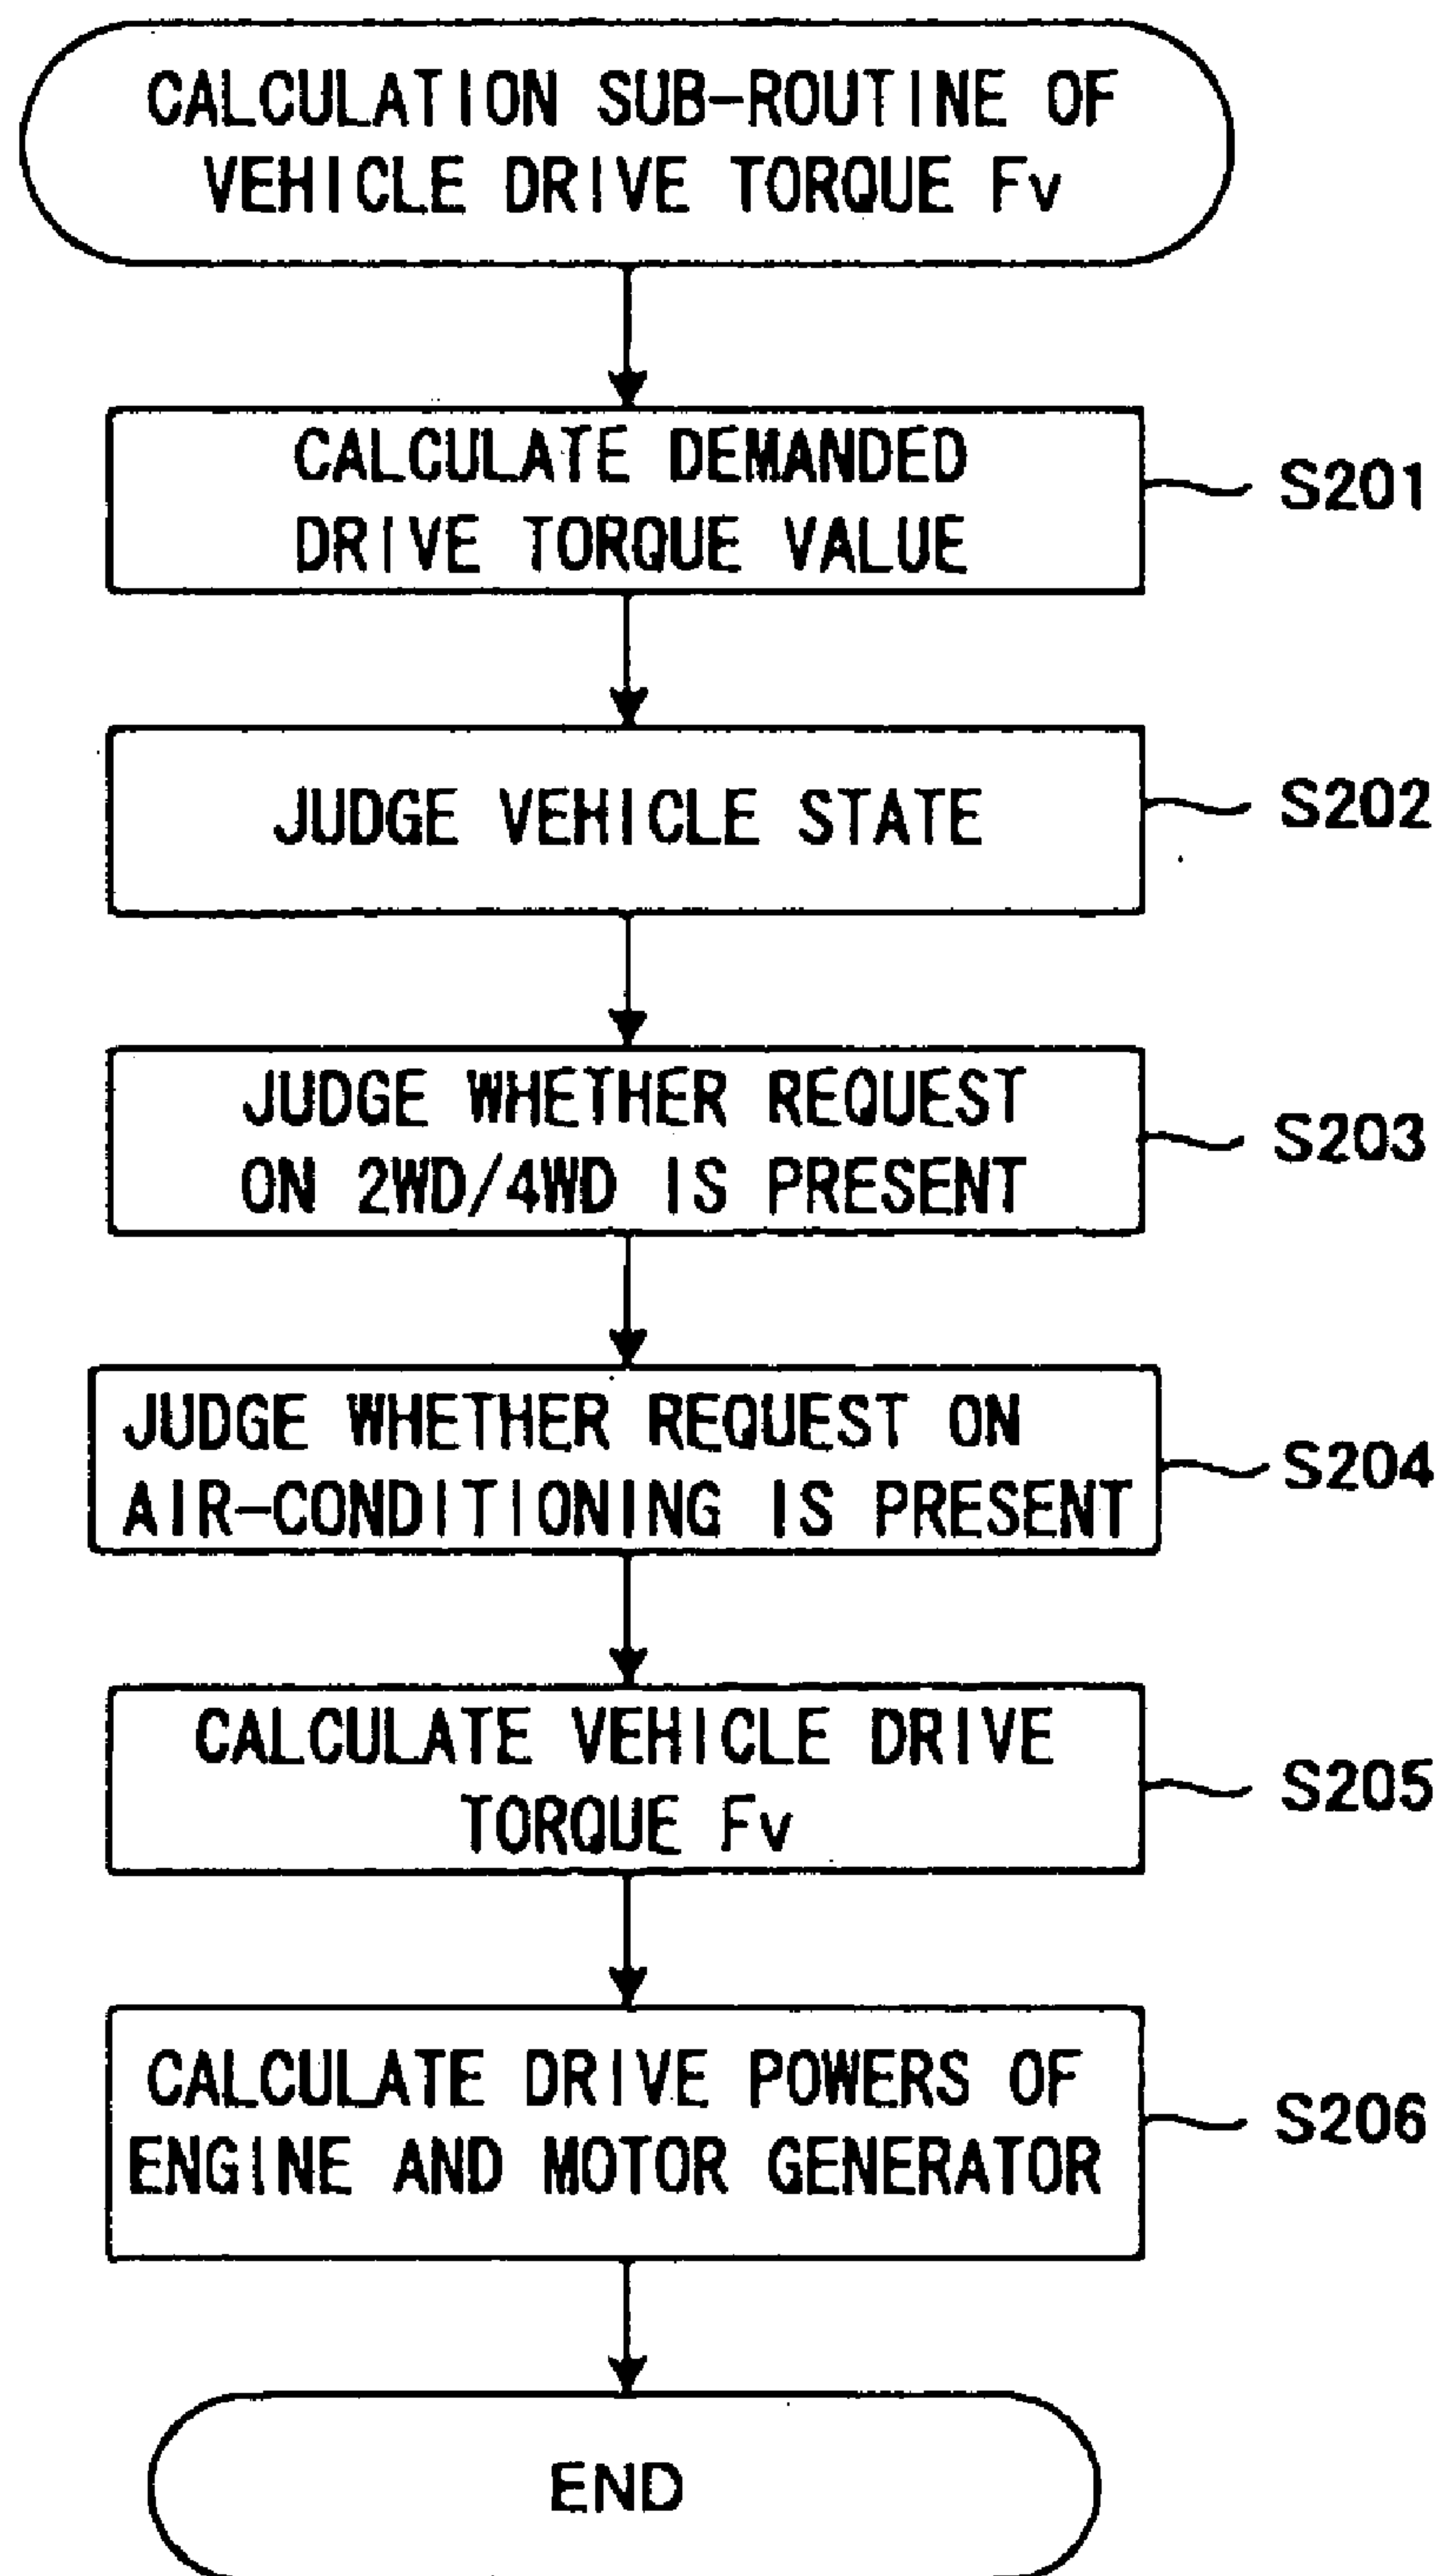 CALCULATION SUB-ROUTINE OF
VEHICLE DRIVE TORQUE Fv
CALCULATE DEMANDED
DRIVE TORQUE VALUE
S201
JUDGE VEHICLE STATE
S202
JUDGE WHETHER REQUEST
ON 2WD/4WD IS PRESENT
S203
JUDGE WHETHER REQUEST ON
AIR-CONDITIONING IS PRESENT
S204
CALCULATE VEHICLE DRIVE
TORQUE Fv
S205
CALCULATE DRIVE POWERS OF
ENGINE AND MOTOR GENERATOR
S206
END